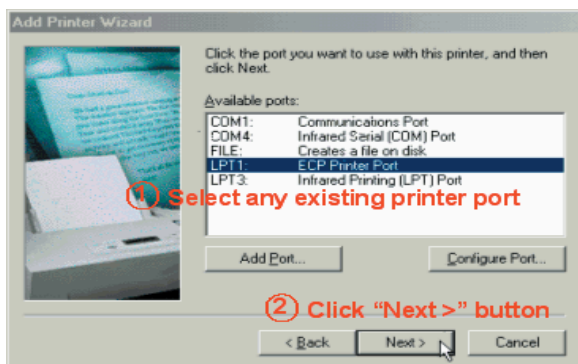 Add Printer Wizard
Click the port you want to use with this printer, and then
click Next.
Available ports:
COM1: Communications Port
COM4: Infrared Serial (COM) Port
FILE: Creates a file on disk
LPT1: ECP Printer Port
LPT3: Infrared Printing (LPT) Port
① Select any existing printer port
Add Port... Configure Port...
② Click “Next >” button
< Back Next > Cancel